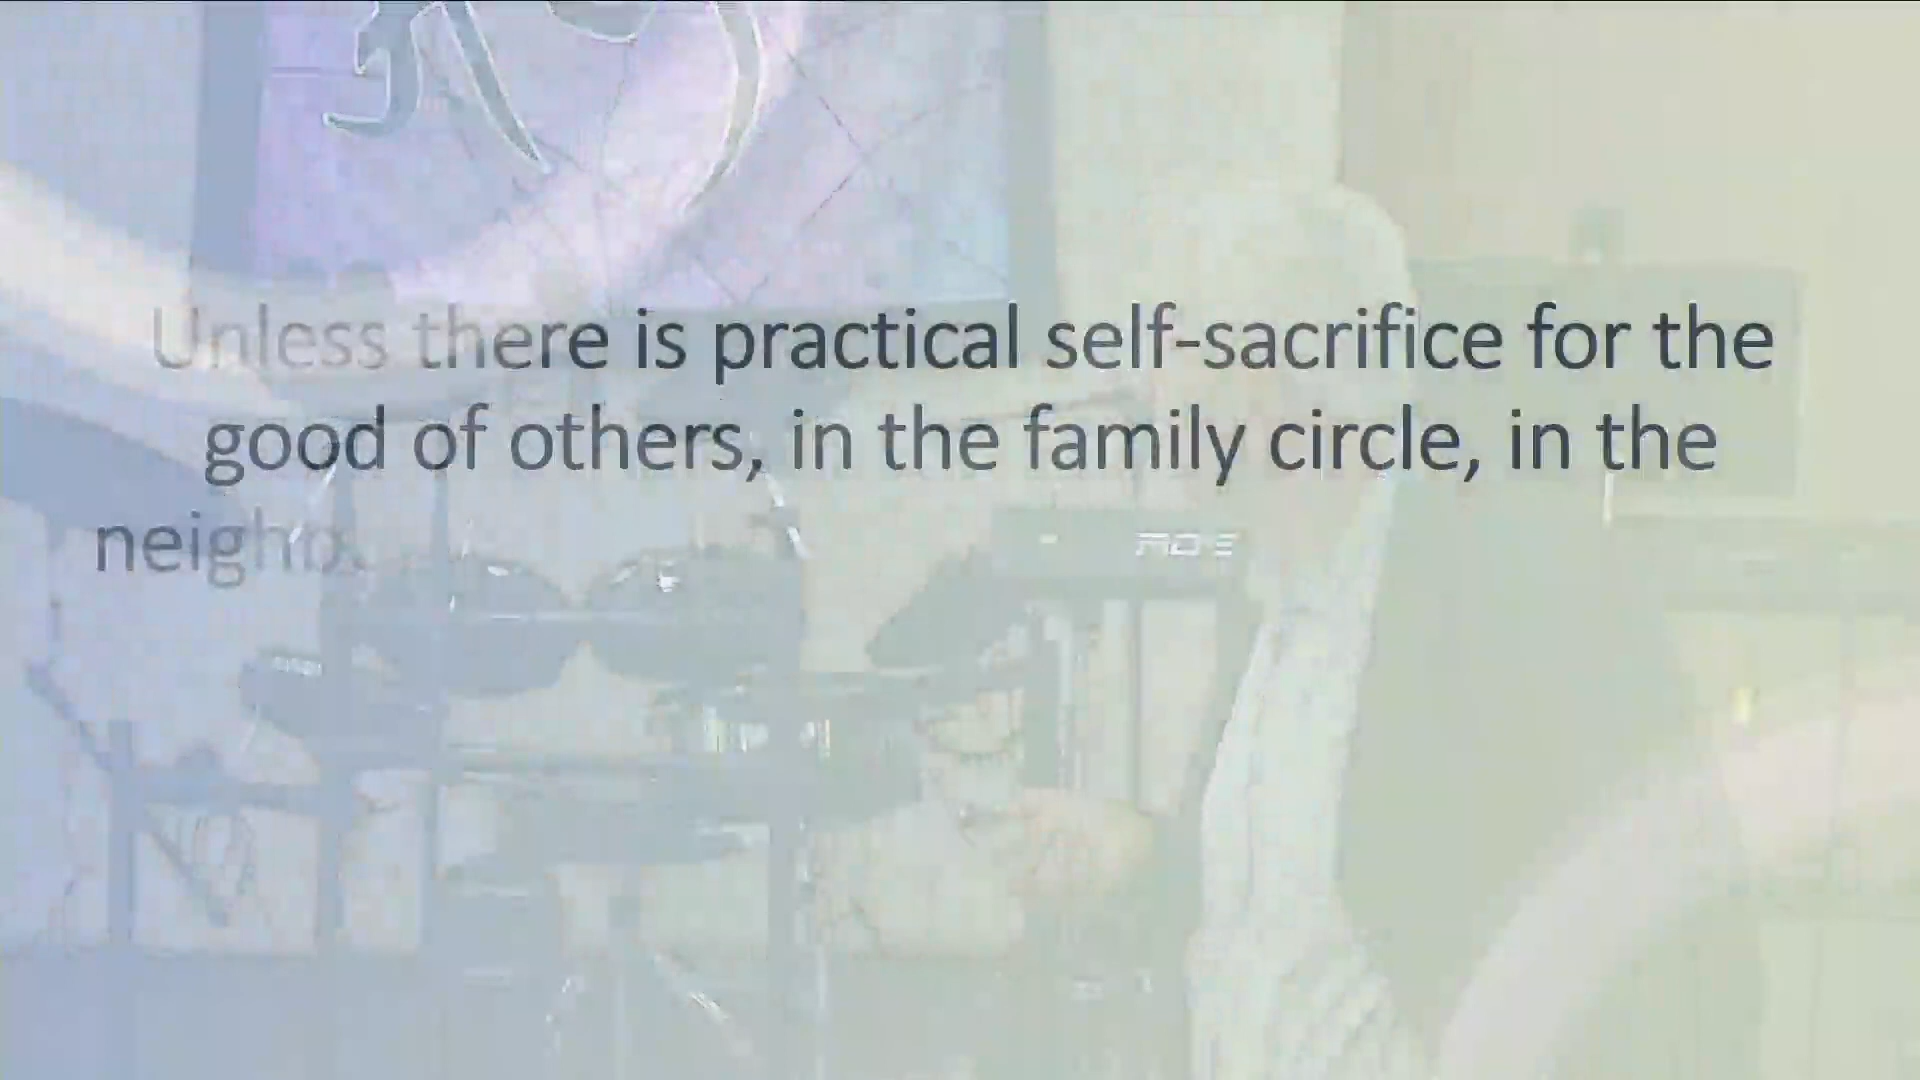 Unless there is practical self-sacrifice for the
good of others, in the family circle, in the